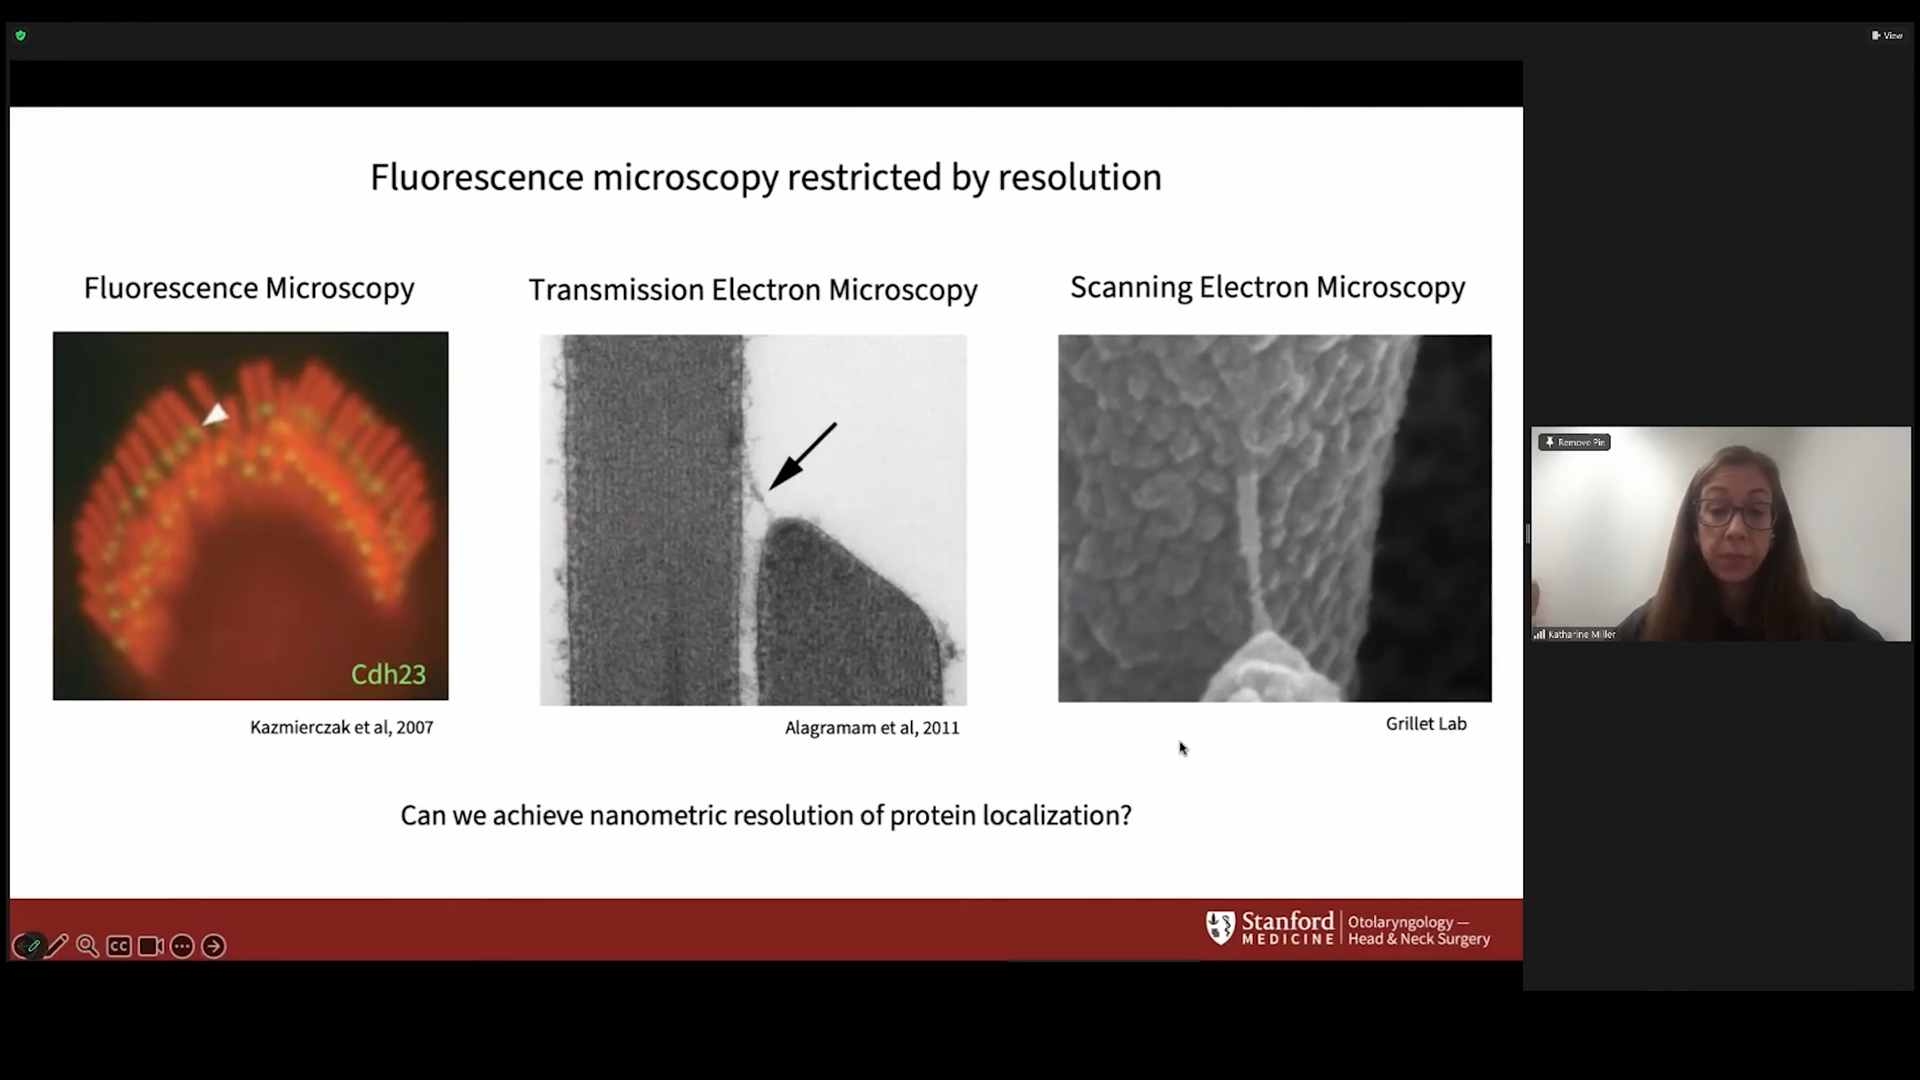 View
Fluorescence microscopy restricted by resolution
Fluorescence Microscopy
Transmission Electron Microscopy
Scanning Electron Microscopy
Cdh23
Kazmierczak et al, 2007
Alagramam et al, 2011
Grillet Lab
Can we achieve nanometric resolution of protein localization?
Remove Pin
Katharine Miller
CC
Stanford
MEDICINE
Otolaryngology —
Head & Neck Surgery